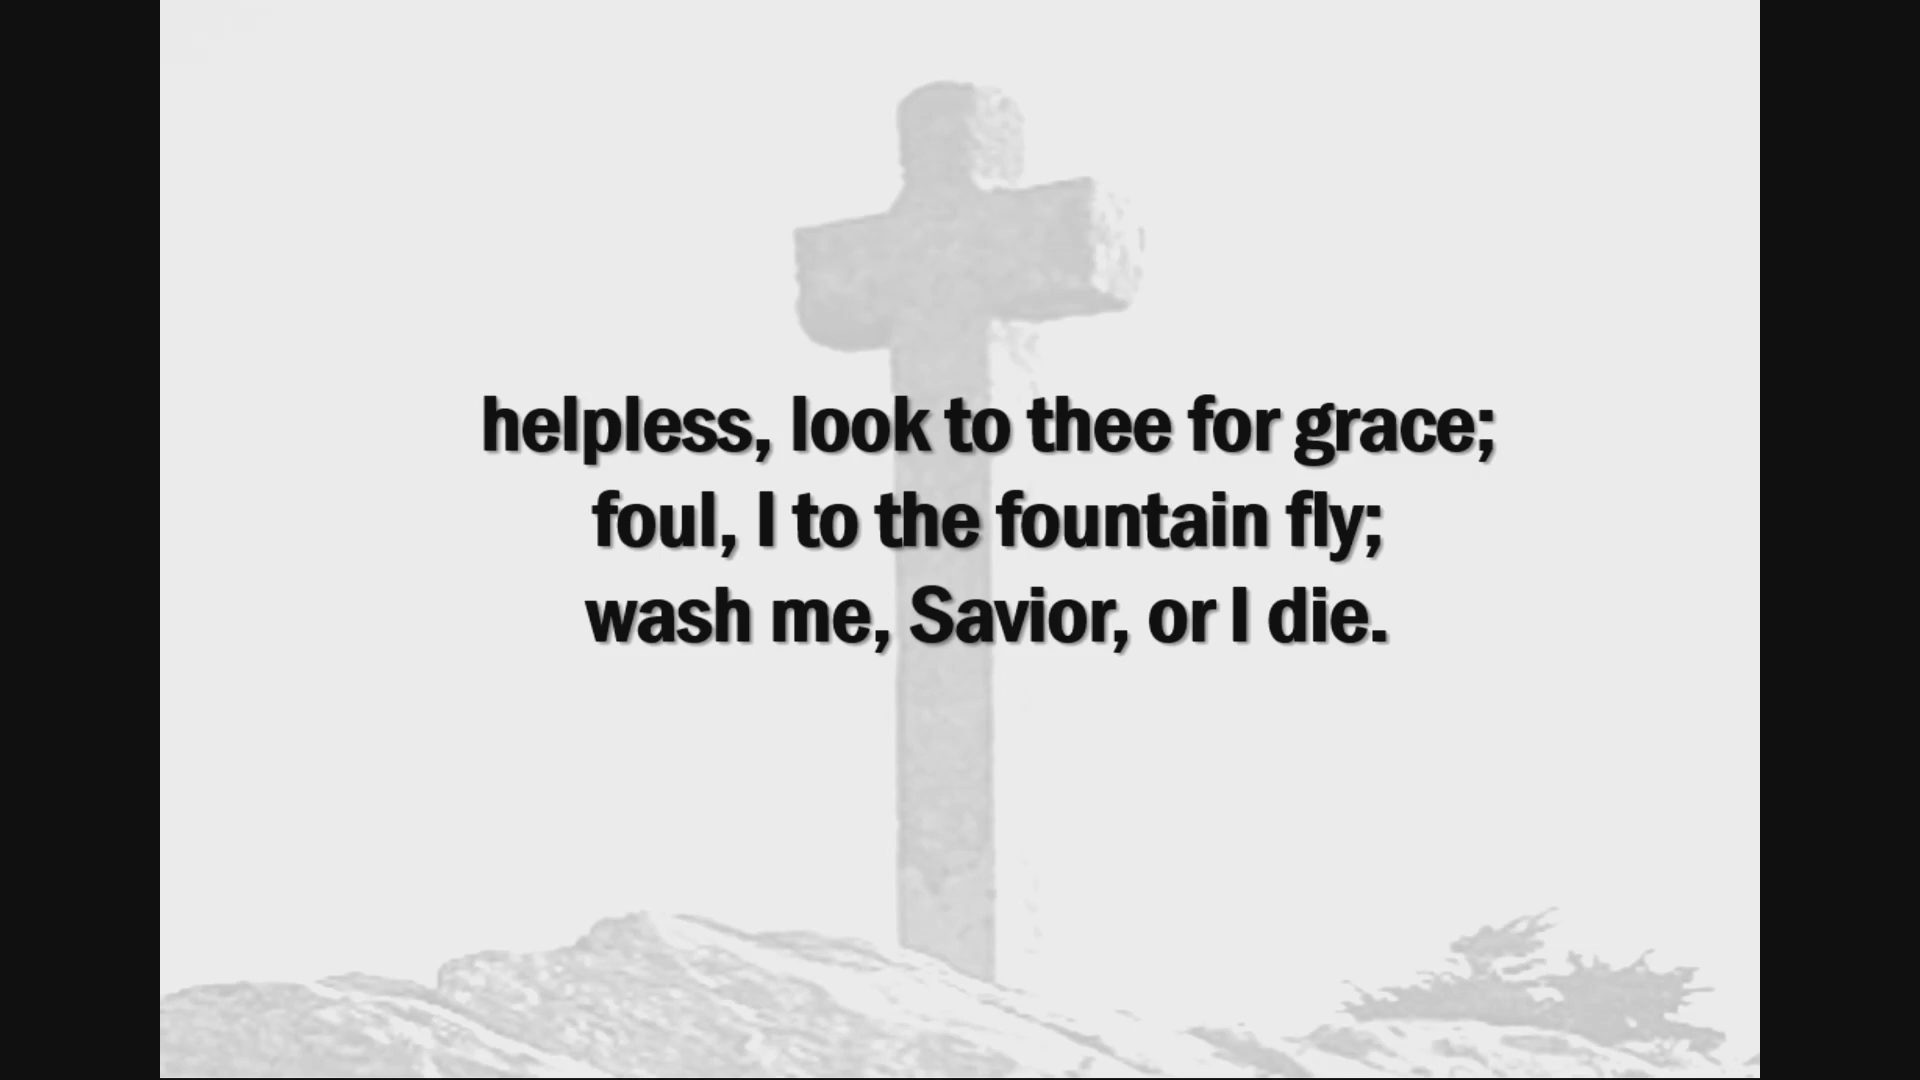 helpless, look to thee for grace;
foul, I to the fountain fly;
wash me, Savior, or I die.